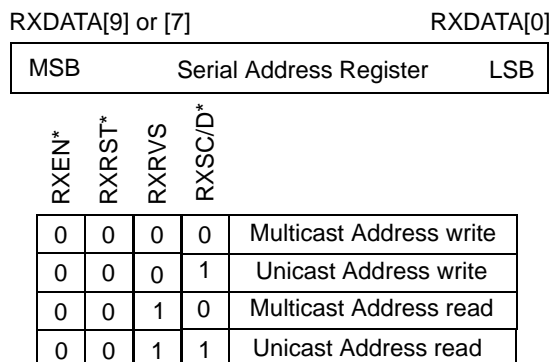 RXDATA[9] or [7] RXDATA[0]
MSB Serial Address Register LSB
RXEN* RXRST* RXRVS RXSC/D*
0 0 0 0 Multicast Address write
0 0 0 1 Unicast Address write
0 0 1 0 Multicast Address read
0 0 1 1 Unicast Address read